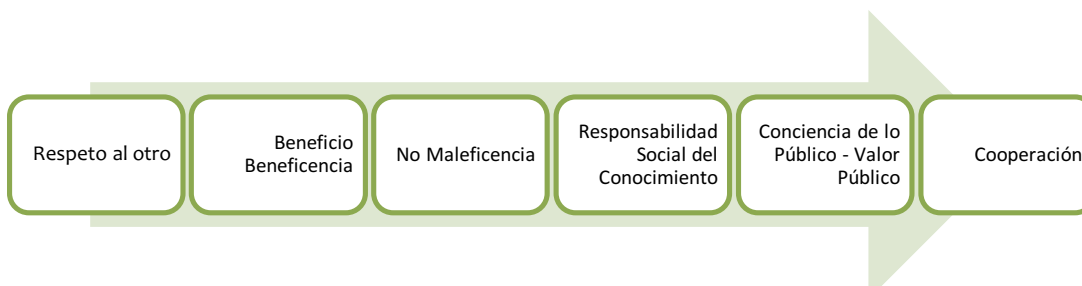 Respeto al otro
Beneficio
Beneficencia
No Maleficencia
Responsabilidad
Social del
Conocimiento
Conciencia de lo
Público - Valor
Público
Cooperación